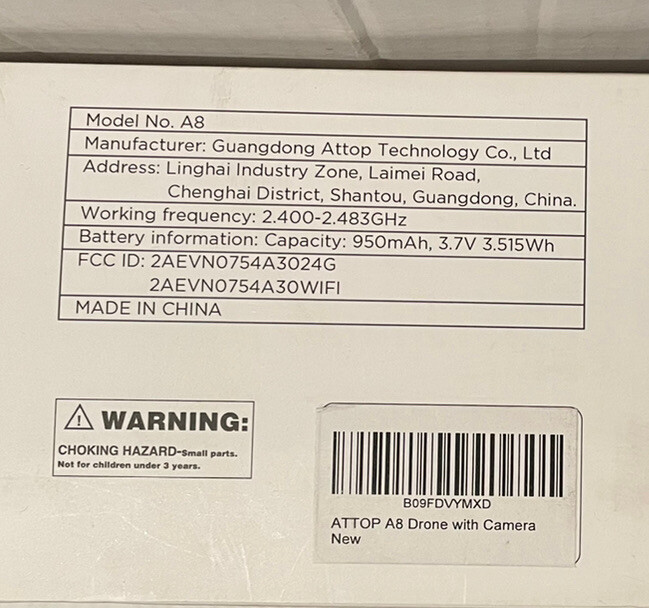 Model No. A8
Manufacturer: Guangdong Attop Technology Co., Ltd
Address: Linghai Industry Zone, Laimei Road,
Chenghai District, Shantou, Guangdong, China.
Working frequency: 2.400-2.483GHz
Battery information: Capacity: 950mAh, 3.7V 3.515Wh
FCC ID: 2AEVN0754A3024G
2AEVN0754A30WIFI
MADE IN CHINA
WARNING:
CHOKING HAZARD-Small parts.
Not for children under 3 years.
B09FDVYMXD
ATTOP A8 Drone with Camera
New